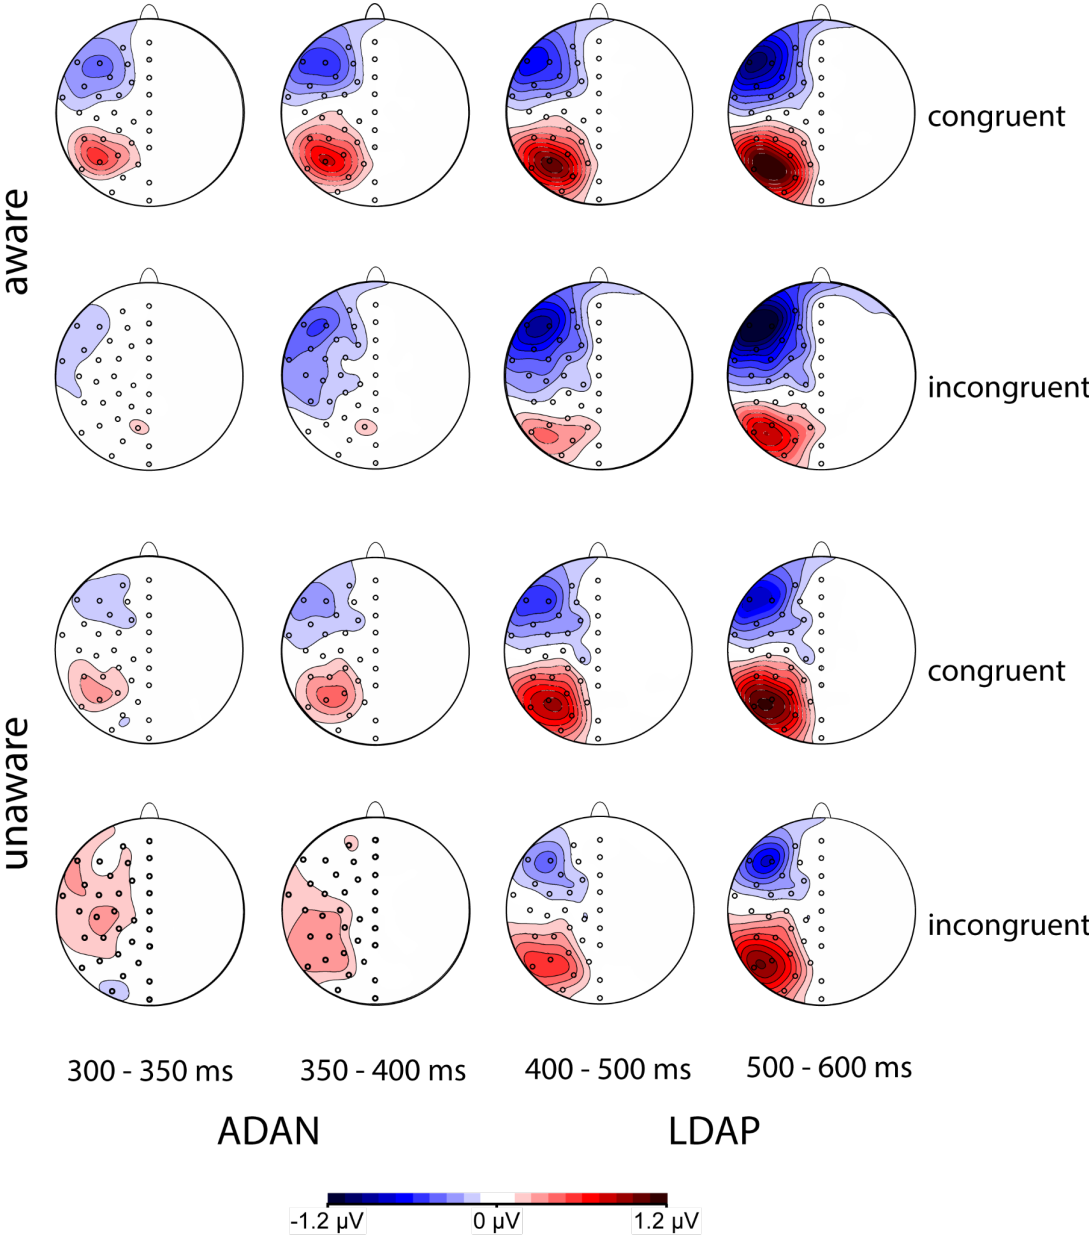 aware
congruent
incongruent
unaware
congruent
incongruent
300 - 350 ms
350 - 400 ms
400 - 500 ms
500 - 600 ms
ADAN
LDAP
-1.2 µV
0 µV
1.2 µV